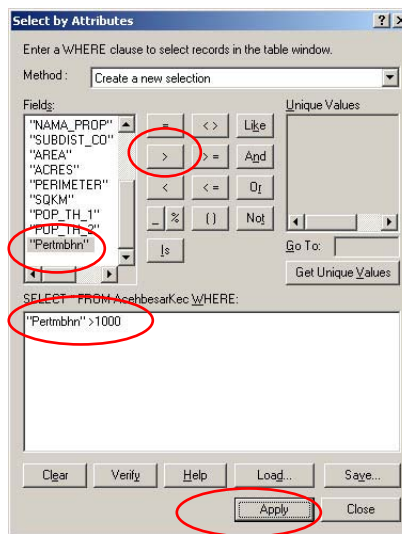 Select by Attributes
Enter a WHERE clause to select records in the table window.
Method : Create a new selection
Fields: Unique Values
"NAMA_PROP"
"SUBDIST_CO"
"AREA"
"ACRES"
"PERIMETER"
"SQKM"
"POP_TH_1"
"POP_TH_2"
"Pertmbhn"
= <> Like
> >= And
< <= Or
_ % () Not
Is
Go To:
Get Unique Values
SELECT * FROM AcehbesarKec WHERE:
"Pertmbhn" >1000
Clear Verify Help Load... Save...
Apply Close